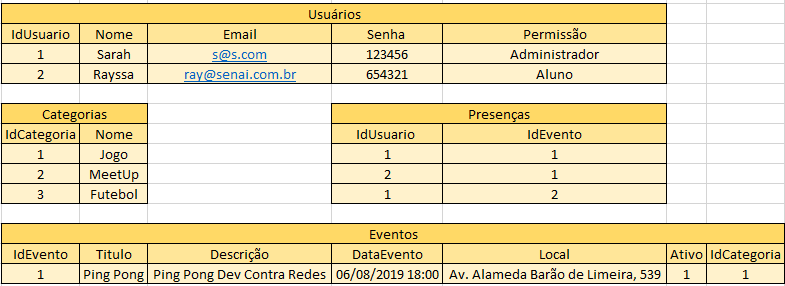 Usuários
IdUsuario Nome Email Senha Permissão
1 Sarah s@s.com 123456 Administrador
2 Rayssa ray@senai.com.br 654321 Aluno
Categorias Presenças
IdCategoria Nome IdUsuario IdEvento
1 Jogo 1 1
2 MeetUp 2 1
3 Futebol 1 2
Eventos
IdEvento Titulo Descrição DataEvento Local Ativo IdCategoria
1 Ping Pong Ping Pong Dev Contra Redes 06/08/2019 18:00 Av. Alameda Barão de Limeira, 539 1 1